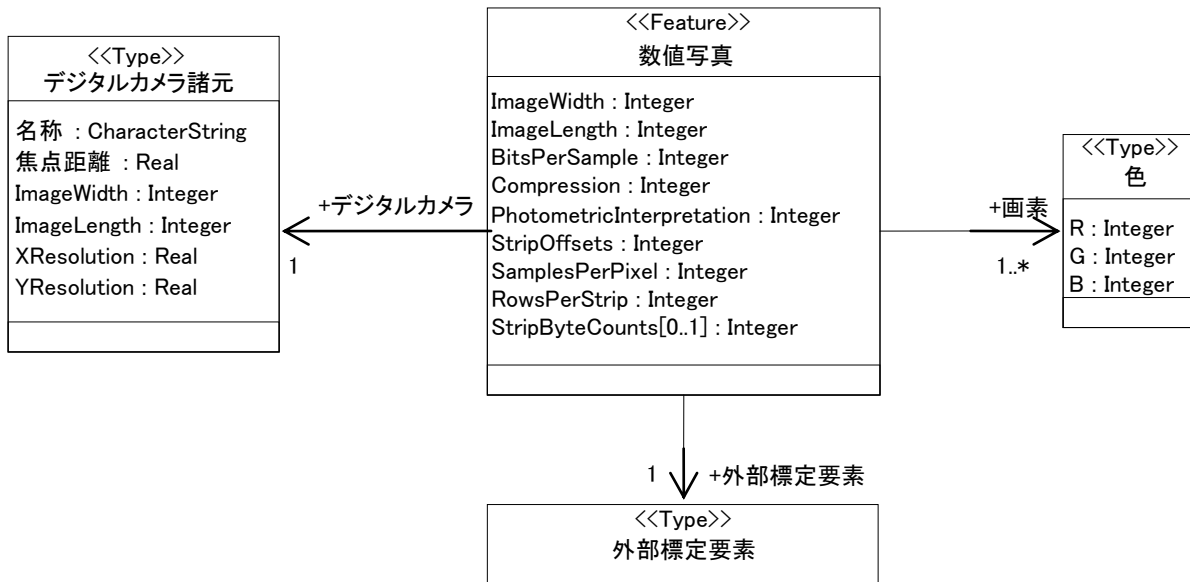 <<Type>>
デジタルカメラ諸元
名称 : CharacterString
焦点距離 : Real
ImageWidth : Integer
ImageLength : Integer
XResolution : Real
YResolution : Real
+デジタルカメラ
1
<<Feature>>
数値写真
ImageWidth : Integer
ImageLength : Integer
BitsPerSample : Integer
Compression : Integer
PhotometricInterpretation : Integer
StripOffsets : Integer
SamplesPerPixel : Integer
RowsPerStrip : Integer
StripByteCounts[0..1] : Integer
+画素
1..*
<<Type>>
色
R : Integer
G : Integer
B : Integer
1
+外部標定要素
<<Type>>
外部標定要素